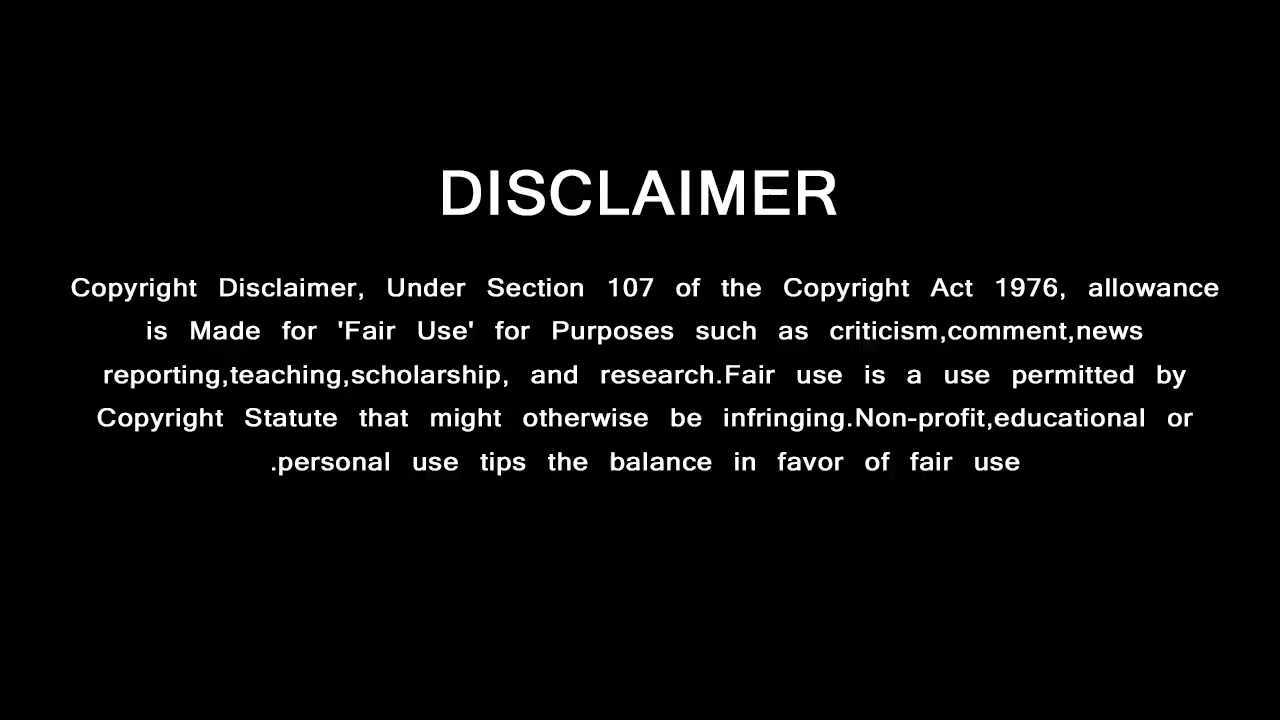 DISCLAIMER
Copyright Disclaimer, Under Section 107 of the Copyright Act 1976, allowance
is Made for 'Fair Use' for Purposes such as criticism,comment,news
reporting,teaching,scholarship, and research.Fair use is a use permitted by
Copyright Statute that might otherwise be infringing.Non-profit,educational or
.personal use tips the balance in favor of fair use